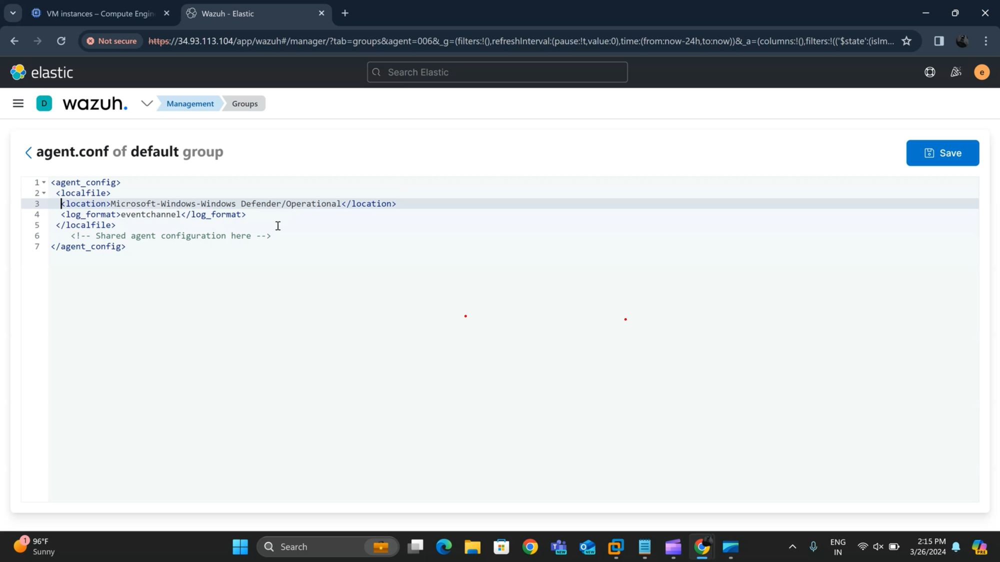 VM instances – Compute Engin
Wazuh - Elastic
Not secure
https://34.93.113.104/app/wazuh#/manager/?tab=groups&agent=006&_g=(filters:!(),refreshInterval:(pause:!t,value:0),time:(from:now-24h,to:now))&_a=(columns:!(),filters:!(('$state':(isIm...
elastic
Search Elastic
e
D
wazuh.
Management
Groups
agent.conf of default group
Save
1 <agent_config>
2 <localfile>
3 <location>Microsoft-Windows-Windows Defender/Operational</location>
4 <log_format>eventchannel</log_format>
5 </localfile>
6 <!-- Shared agent configuration here -->
7 </agent_config>
1
96°F
Sunny
Search
NEW
NEW
ENG
IN
2:15 PM
3/26/2024
PRE